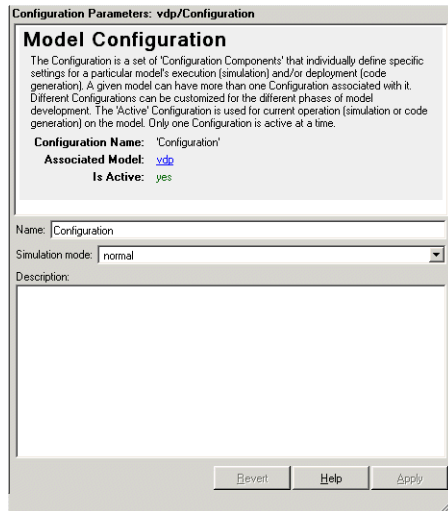 Configuration Parameters: vdp/Configuration
Model Configuration
The Configuration is a set of 'Configuration Components' that individually define specific
settings for a particular model's execution (simulation) and/or deployment (code
generation). A given model can have more than one Configuration associated with it.
Different Configurations can be customized for the different phases of model
development. The 'Active' Configuration is used for current operation (simulation or code
generation) on the model. Only one Configuration is active at a time.
Configuration Name: 'Configuration'
Associated Model: vdp
Is Active: yes
Name: Configuration
Simulation mode: normal
Description:
Revert Help Apply